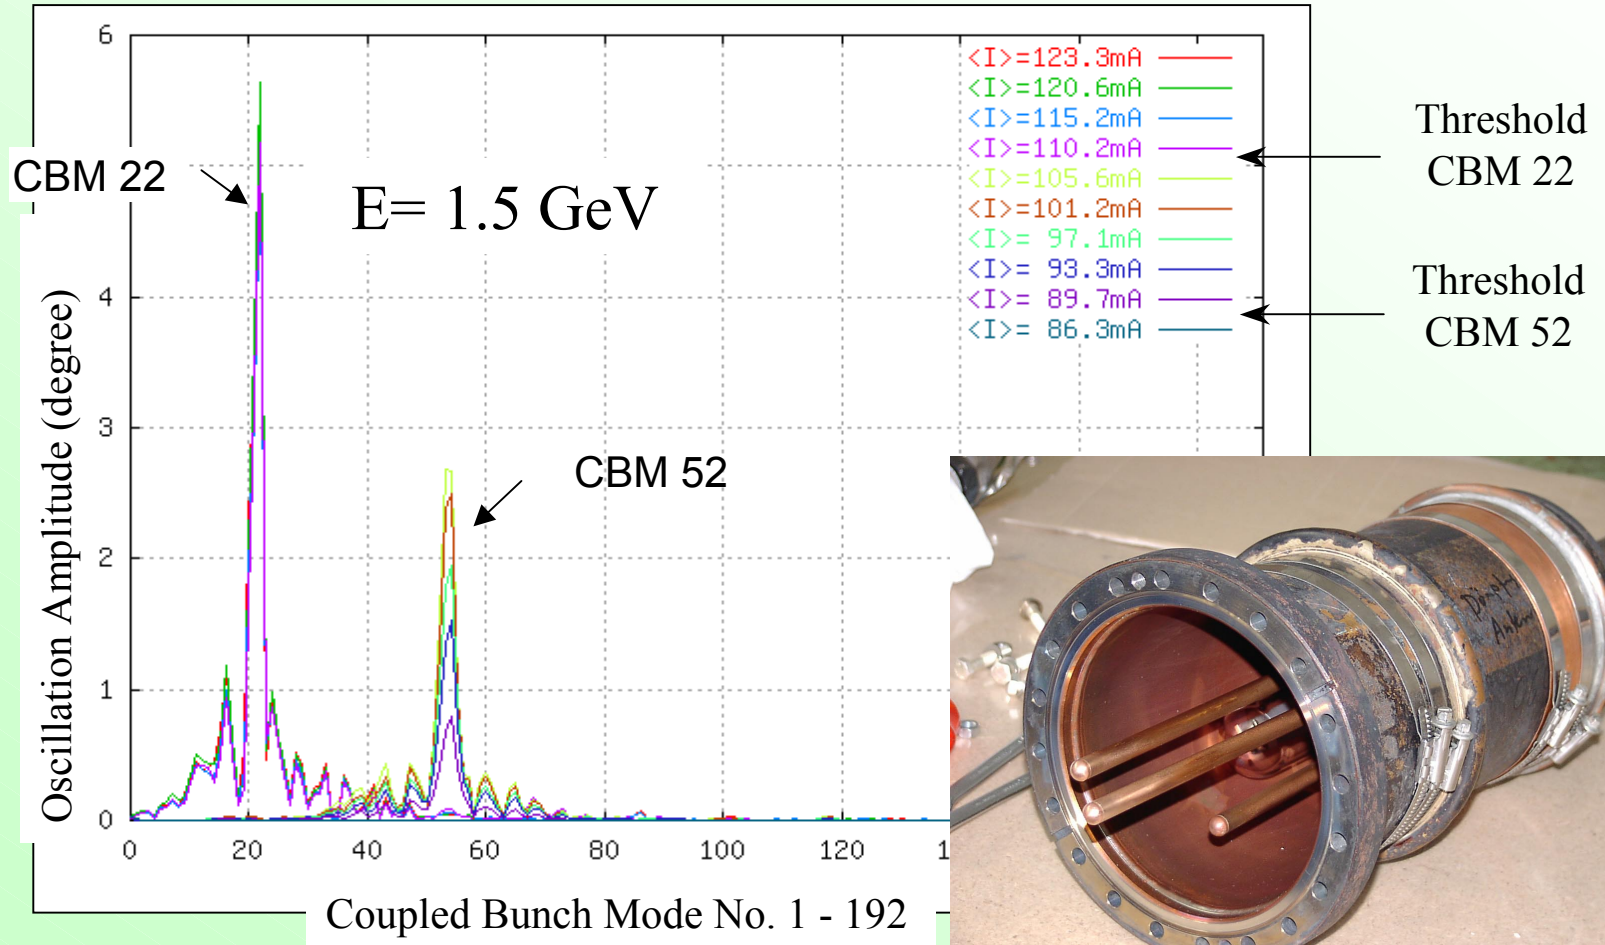 6
4
3
2
1
0
0
20
40
60
80
100
120
1
Oscillation Amplitude (degree)
Coupled Bunch Mode No. 1 - 192
CBM 22
E= 1.5 GeV
CBM 52
<I>=123.3mA
<I>=120.6mA
<I>=115.2mA
<I>=110.2mA
<I>=105.6mA
<I>=101.2mA
<I>= 97.1mA
<I>= 93.3mA
<I>= 89.7mA
<I>= 86.3mA
Threshold
CBM 22
Threshold
CBM 52